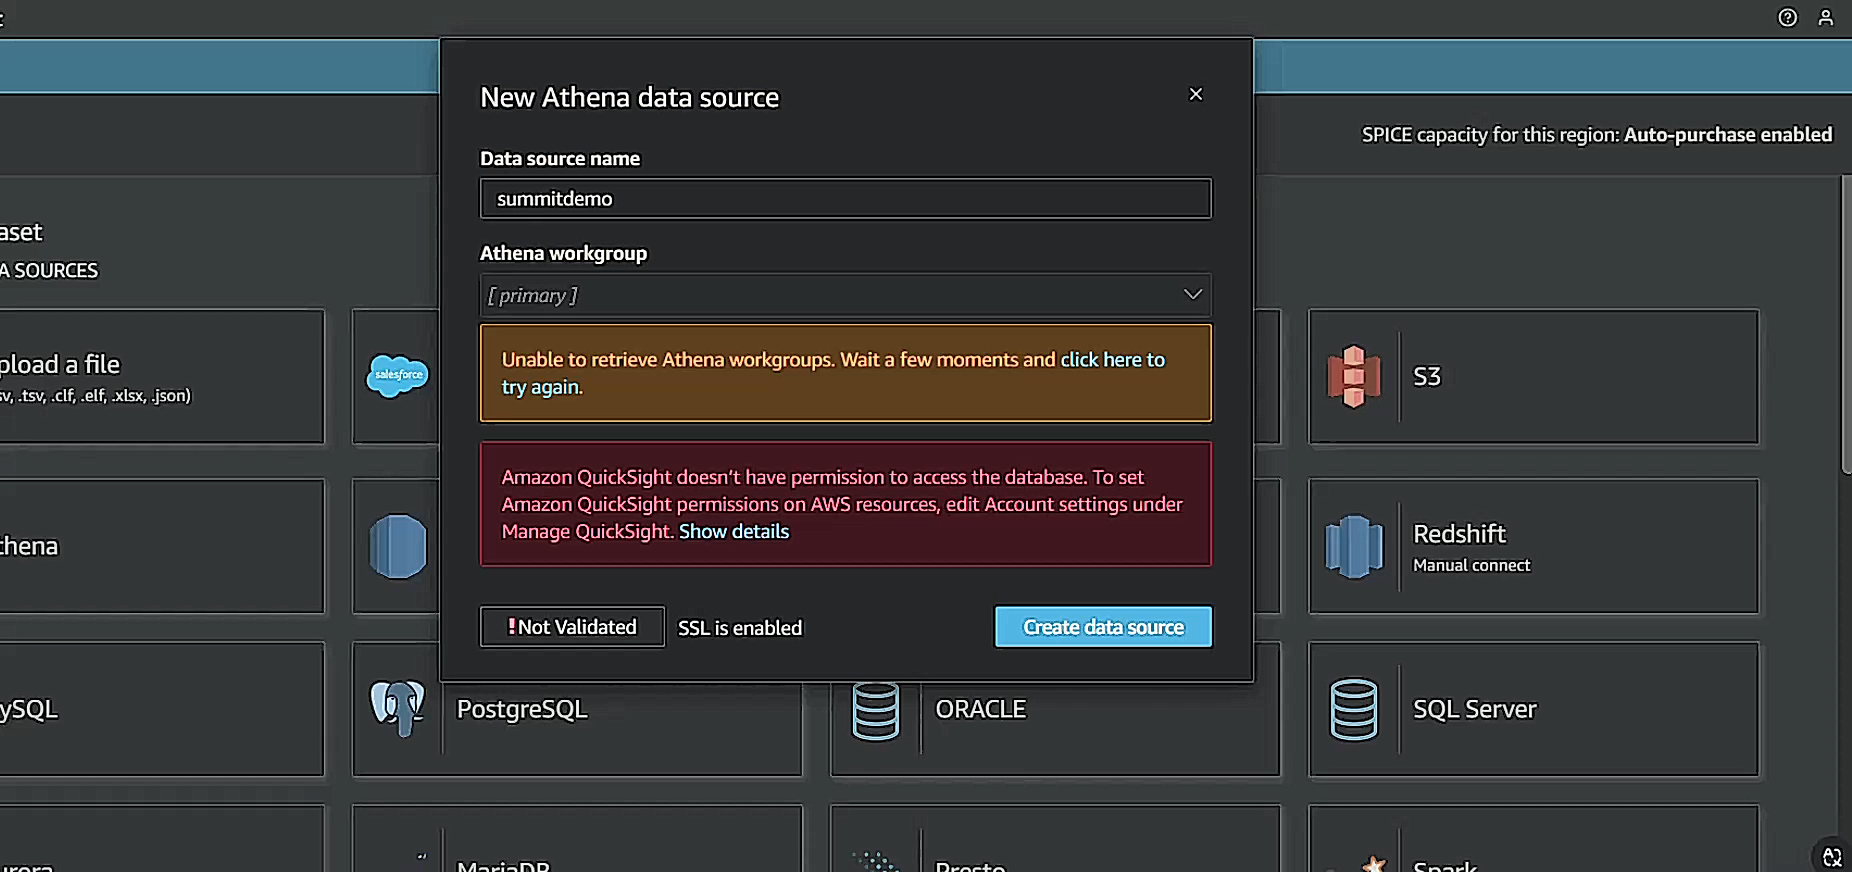 New Athena data source
SPICE capacity for this region: Auto-purchase enabled
Data source name
summitdemo
Athena workgroup
[ primary ]
Unable to retrieve Athena workgroups. Wait a few moments and click here to
try again.
Amazon QuickSight doesn't have permission to access the database. To set
Amazon QuickSight permissions on AWS resources, edit Account settings under
Manage QuickSight. Show details
!Not Validated
SSL is enabled
Create data source
aset
A SOURCES
pload a file
sv, .tsv, .clf, .elf, .xlsx, .json)
salesforce
S3
thena
Redshift
Manual connect
ySQL
PostgreSQL
ORACLE
SQL Server
MariaDB
Presto
Spark